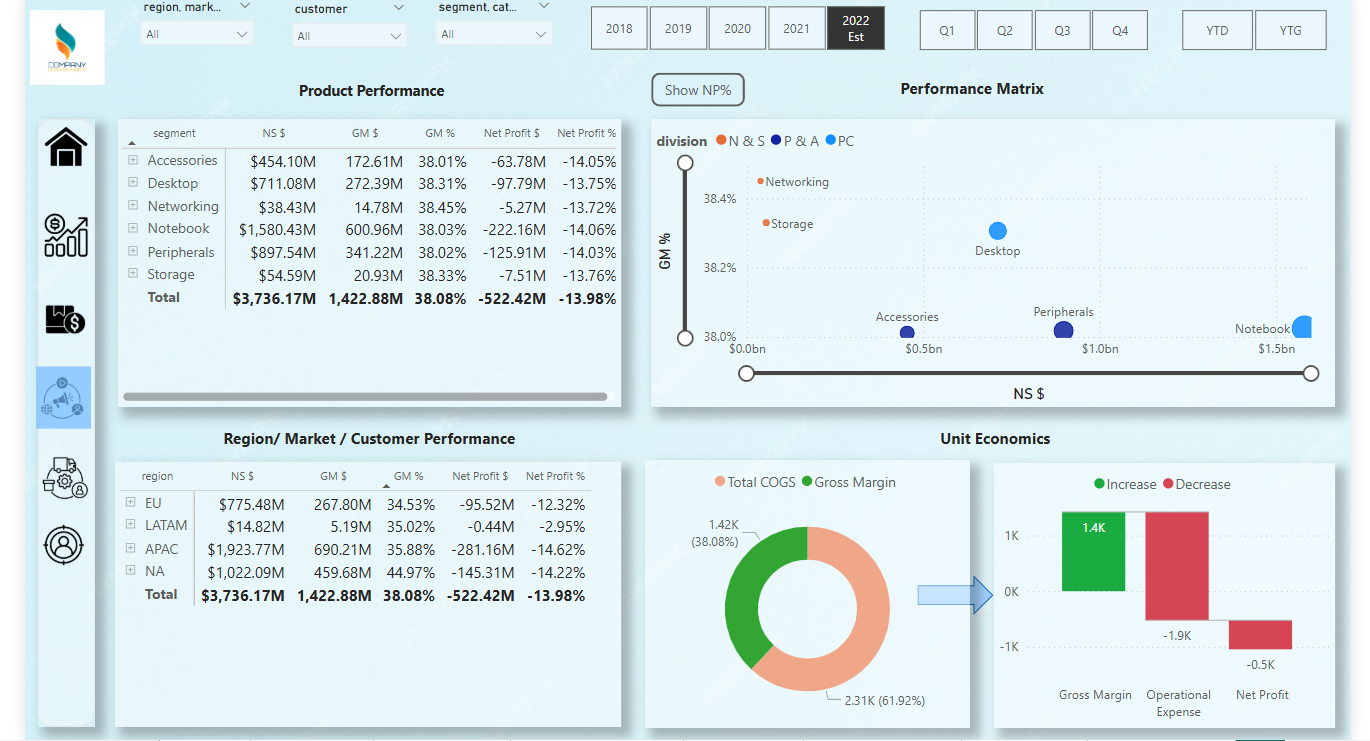 region, mark...
customer
segment, cat...
All
All
All
2018
2019
2020
2021
2022
Est
Q1
Q2
Q3
Q4
YTD
YTG
COMPANY
Product Performance
Show NP%
Performance Matrix
segment NS $ GM $ GM % Net Profit $ Net Profit %
Accessories $454.10M 172.61M 38.01% -63.78M -14.05%
Desktop $711.08M 272.39M 38.31% -97.79M -13.75%
Networking $38.43M 14.78M 38.45% -5.27M -13.72%
Notebook $1,580.43M 600.96M 38.03% -222.16M -14.06%
Peripherals $897.54M 341.22M 38.02% -125.91M -14.03%
Storage $54.59M 20.93M 38.33% -7.51M -13.76%
Total $3,736.17M 1,422.88M 38.08% -522.42M -13.98%
division N & S P & A PC
GM %
38.4%
38.2%
38.0%
Networking
Storage
Desktop
Accessories
Peripherals
Notebook
$0.0bn $0.5bn $1.0bn $1.5bn
NS $
Region/ Market / Customer Performance
region NS $ GM $ GM % Net Profit $ Net Profit %
EU $775.48M 267.80M 34.53% -95.52M -12.32%
LATAM $14.82M 5.19M 35.02% -0.44M -2.95%
APAC $1,923.77M 690.21M 35.88% -281.16M -14.62%
NA $1,022.09M 459.68M 44.97% -145.31M -14.22%
Total $3,736.17M 1,422.88M 38.08% -522.42M -13.98%
Unit Economics
Total COGS Gross Margin
1.42K
(38.08%)
2.31K (61.92%)
Increase Decrease
1K
0K
-1K
1.4K
-1.9K
-0.5K
Gross Margin
Operational
Expense
Net Profit